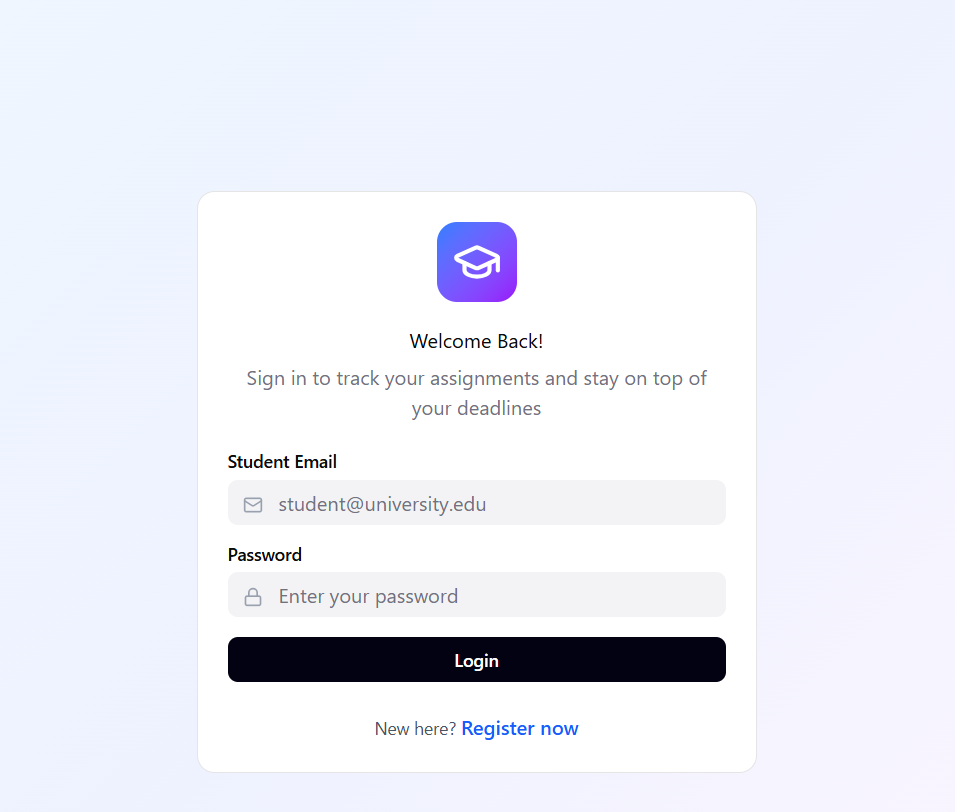 Welcome Back!
Sign in to track your assignments and stay on top of
your deadlines
Student Email
student@university.edu
Password
Enter your password
Login
New here? Register now